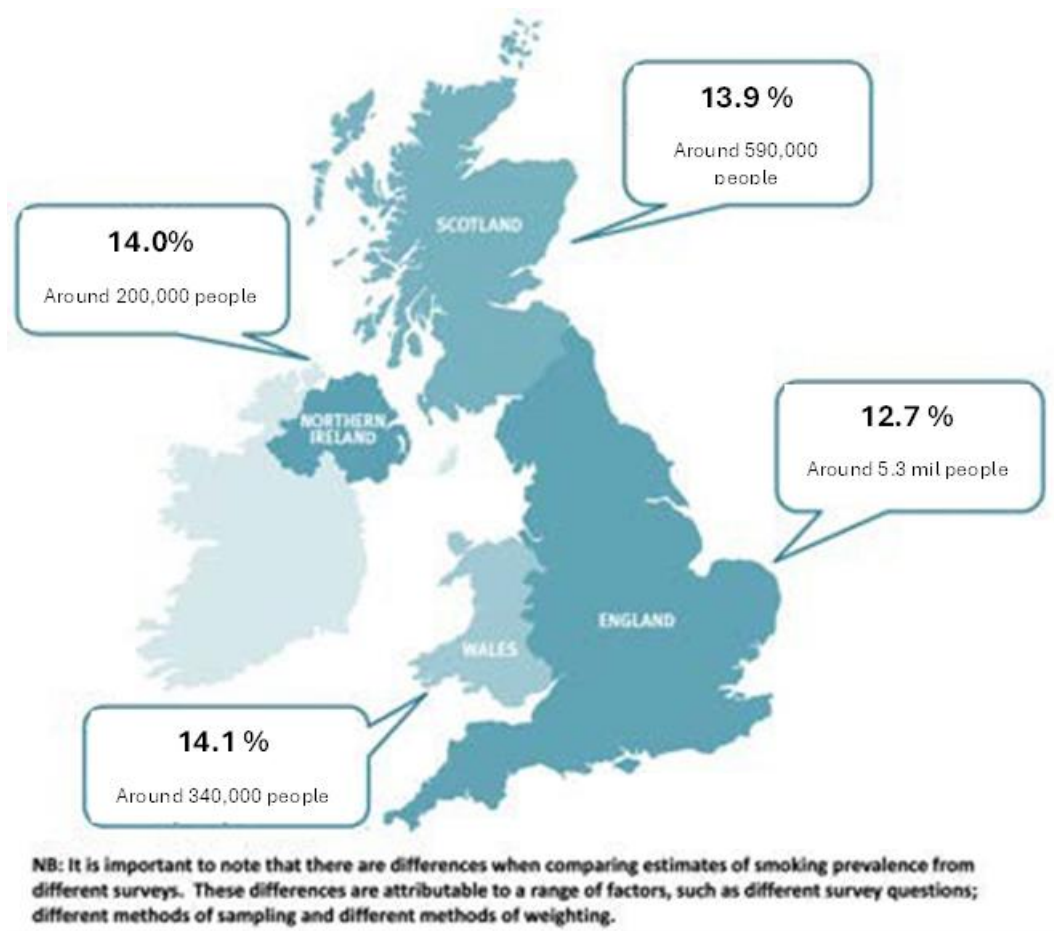 13.9 %
Around 590,000
people
SCOTLAND
14.0%
Around 200,000 people
NORTHERN
IRELAND
12.7 %
Around 5.3 mil people
ENGLAND
WALES
14.1 %
Around 340,000 people
NB: It is important to note that there are differences when comparing estimates of smoking prevalence from
different surveys. These differences are attributable to a range of factors, such as different survey questions;
different methods of sampling and different methods of weighting.